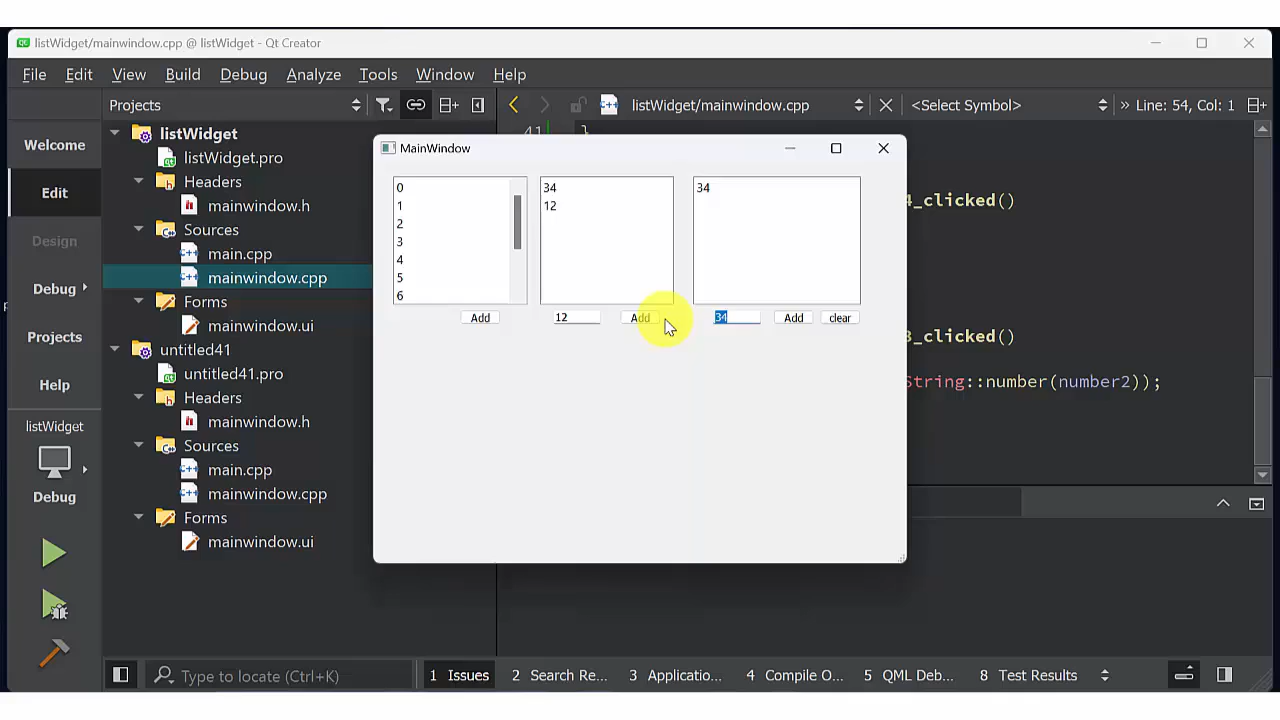 listWidget/mainwindow.cpp @ listWidget - Qt Creator
File Edit View Build Debug Analyze Tools Window Help
Projects
listWidget/mainwindow.cpp
<Select Symbol>
» Line: 54, Col: 1
Welcome
Edit
Design
Debug
Projects
Help
listWidget
Debug
listWidget
listWidget.pro
Headers
mainwindow.h
Sources
main.cpp
mainwindow.cpp
Forms
mainwindow.ui
untitled41
untitled41.pro
Headers
mainwindow.h
Sources
main.cpp
mainwindow.cpp
Forms
mainwindow.ui
41 }
_clicked()
_clicked()
String::number(number2));
MainWindow
0
1
2
3
4
5
6
Add
34
12
12
Add
34
34
Add
clear
Type to locate (Ctrl+K)
1 Issues
2 Search Re...
3 Applicatio...
4 Compile O...
5 QML Deb...
8 Test Results